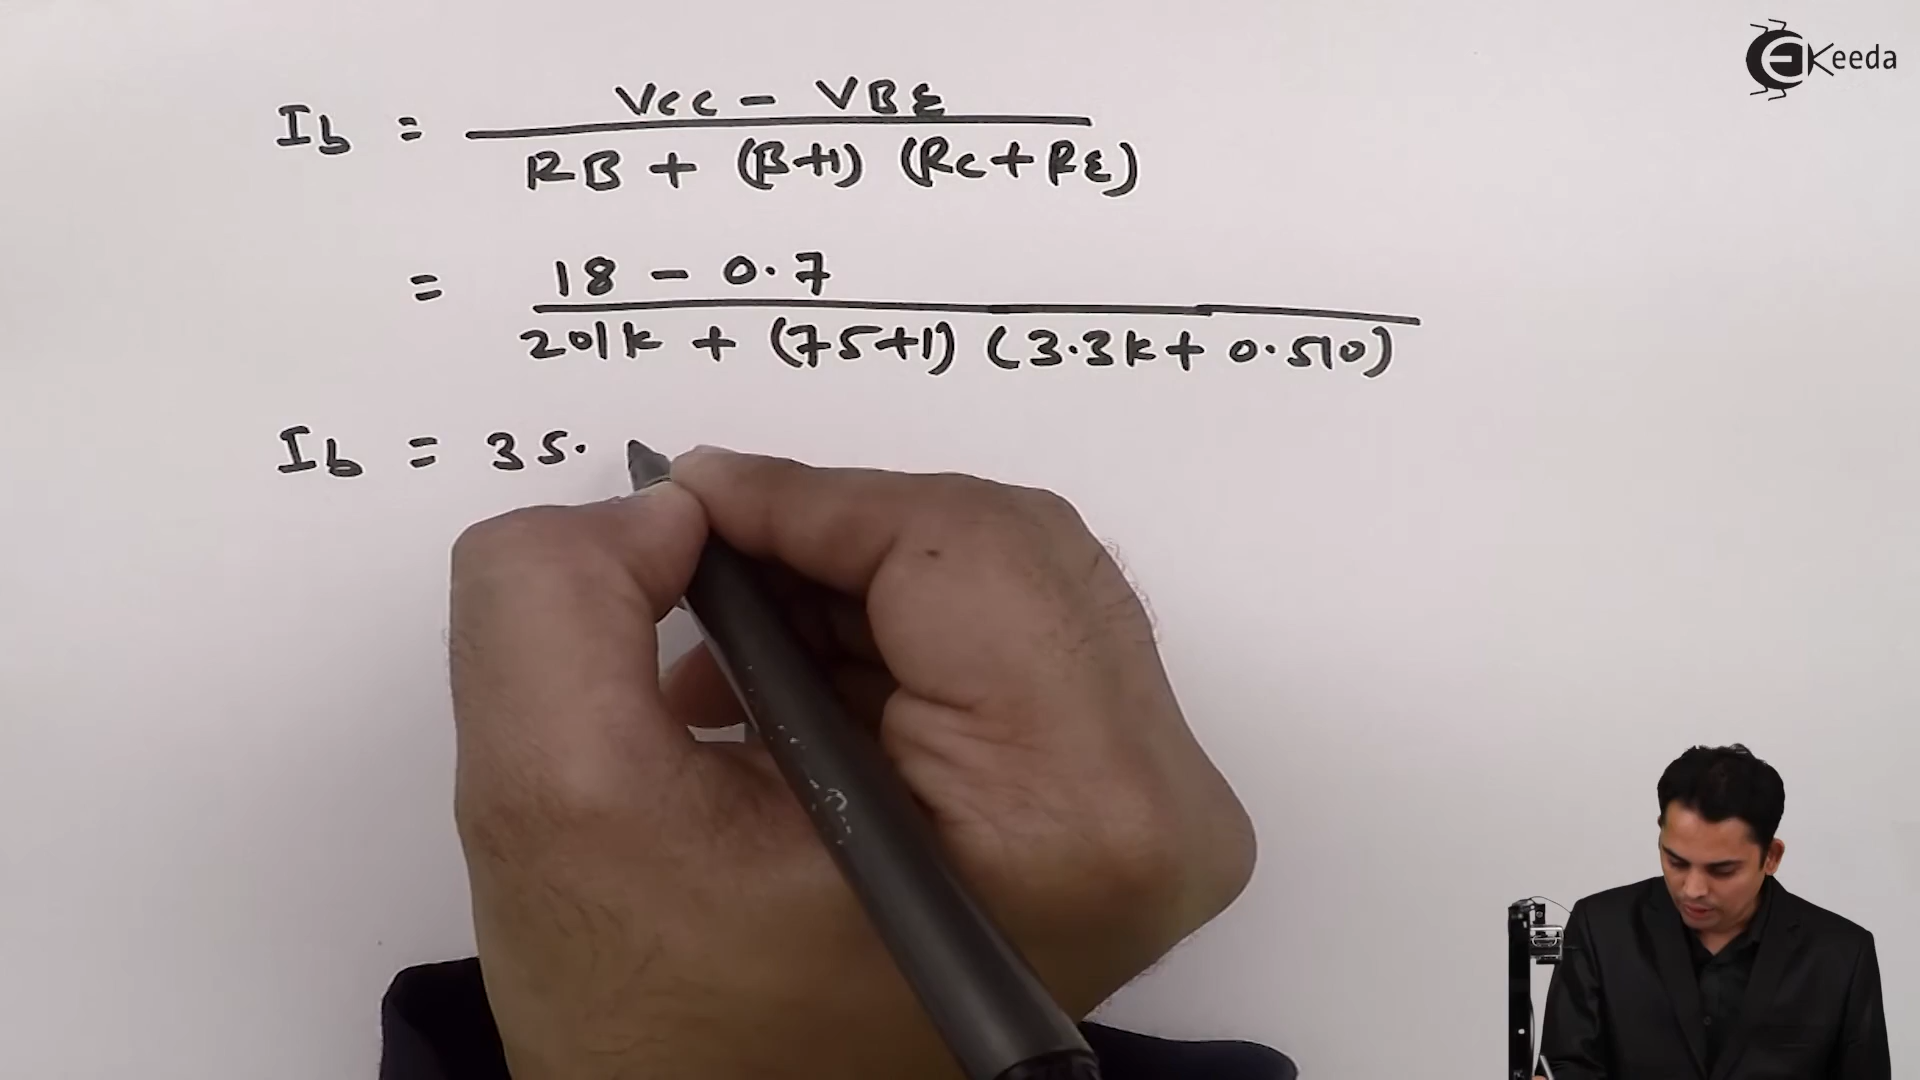 EKeeda
Ib = VCC - VBE
RB + (β+1) (RC+RE)
= 18 - 0.7
201k + (75+1) (3.3k + 0.510)
Ib = 35.